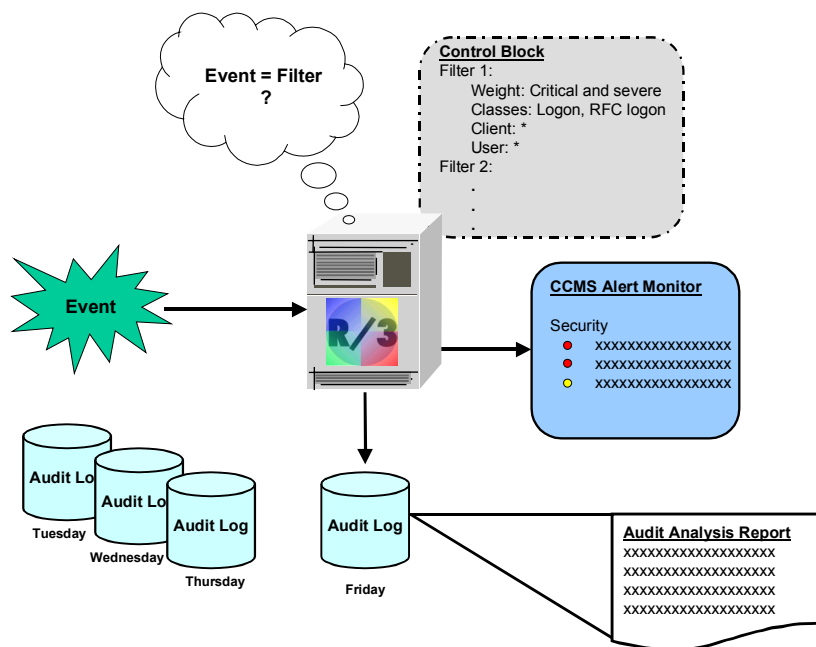 Event = Filter
?
Control Block
Filter 1:
Weight: Critical and severe
Classes: Logon, RFC logon
Client: *
User: *
Filter 2:
.
.
.
Event
R/3
CCMS Alert Monitor
Security
xxxxxxxxxxxxxxxxx
xxxxxxxxxxxxxxxxx
xxxxxxxxxxxxxxxxx
Audit Lo
Tuesday
Audit Lo
Wednesday
Audit Log
Thursday
Audit Log
Friday
Audit Analysis Report
xxxxxxxxxxxxxxxxxxx
xxxxxxxxxxxxxxxxxxx
xxxxxxxxxxxxxxxxxxx
xxxxxxxxxxxxxxxxxxx